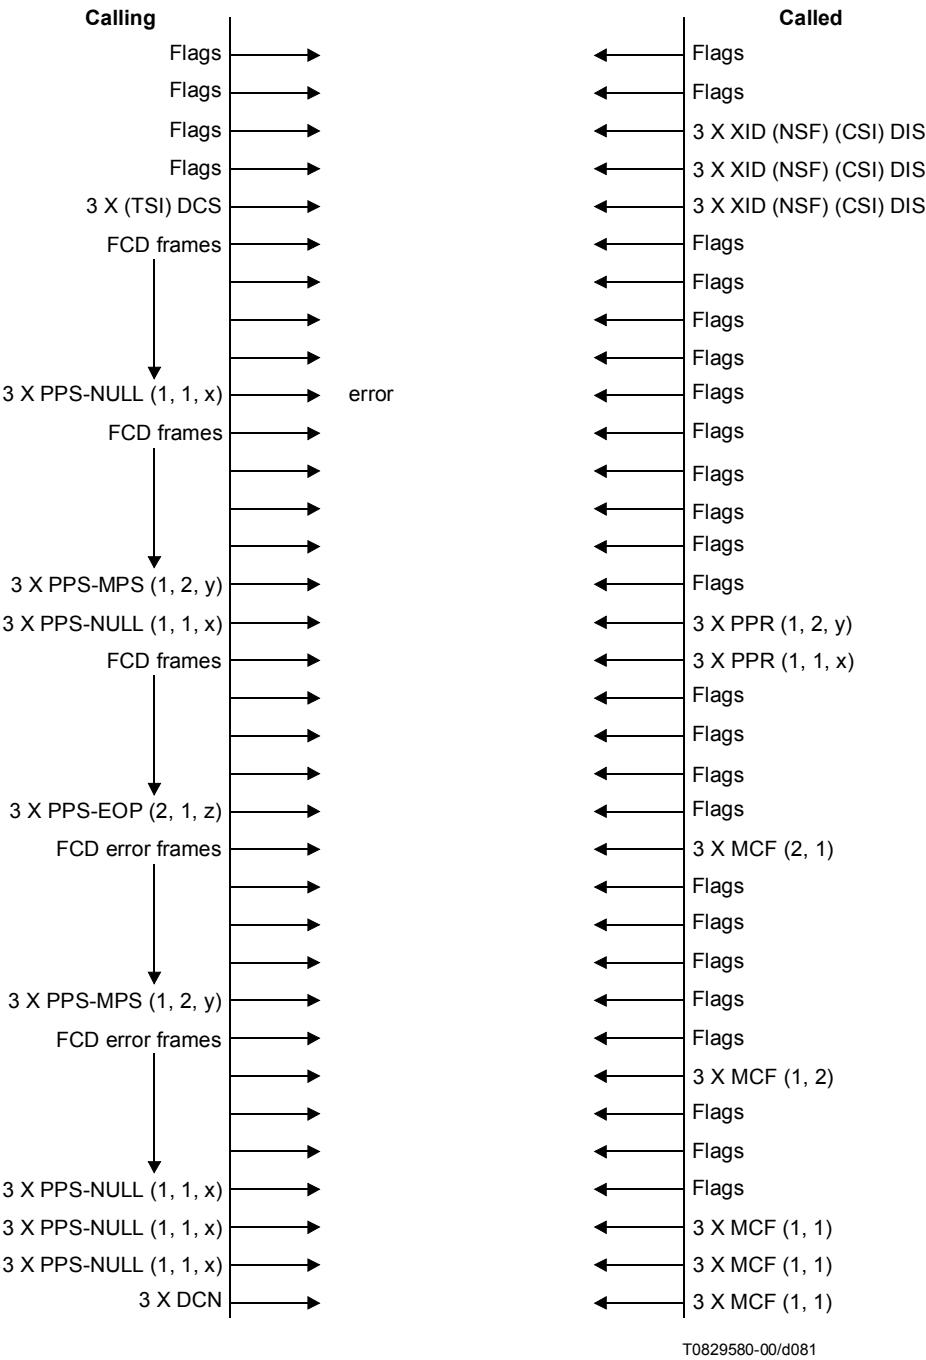 Calling Called
Flags Flags
Flags Flags
Flags 3 X XID (NSF) (CSI) DIS
Flags 3 X XID (NSF) (CSI) DIS
3 X (TSI) DCS 3 X XID (NSF) (CSI) DIS
FCD frames Flags
Flags
Flags
Flags
3 X PPS-NULL (1, 1, x) error Flags
FCD frames Flags
Flags
Flags
Flags
3 X PPS-MPS (1, 2, y) Flags
3 X PPS-NULL (1, 1, x) 3 X PPR (1, 2, y)
FCD frames 3 X PPR (1, 1, x)
Flags
Flags
Flags
3 X PPS-EOP (2, 1, z) Flags
FCD error frames 3 X MCF (2, 1)
Flags
Flags
Flags
3 X PPS-MPS (1, 2, y) Flags
FCD error frames Flags
3 X MCF (1, 2)
Flags
Flags
3 X PPS-NULL (1, 1, x) Flags
3 X PPS-NULL (1, 1, x) 3 X MCF (1, 1)
3 X PPS-NULL (1, 1, x) 3 X MCF (1, 1)
3 X DCN 3 X MCF (1, 1)
T0829580-00/d081